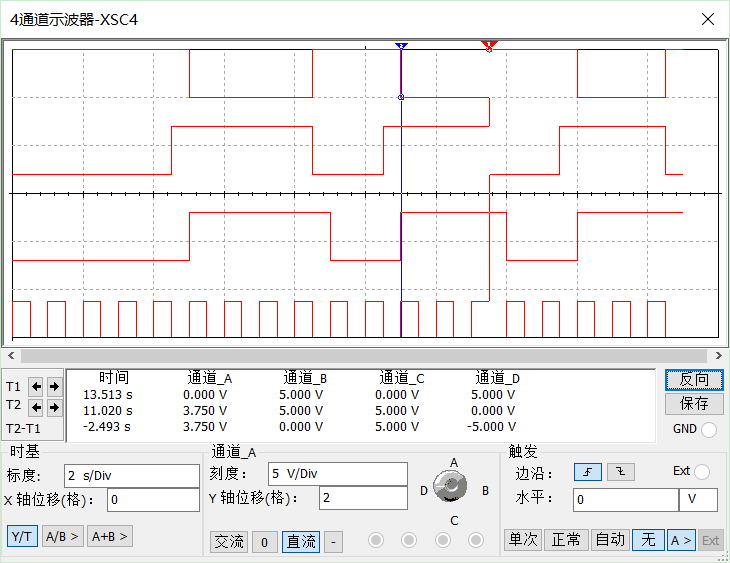 4通道示波器-XSC4
2
1
T1
T2
T2-T1
时间 通道_A 通道_B 通道_C 通道_D
13.513 s 0.000 V 5.000 V 0.000 V 5.000 V
11.020 s 3.750 V 5.000 V 5.000 V 0.000 V
-2.493 s 3.750 V 0.000 V 5.000 V -5.000 V
反向
保存
GND
时基
标度: 2 s/Div
X 轴位移(格): 0
Y/T A/B > A+B >
通道_A
刻度: 5 V/Div
Y 轴位移(格): 2
交流 0 直流 -
A
D B
C
触发
边沿: Ext
水平: 0 V
单次 正常 自动 无 A > Ext